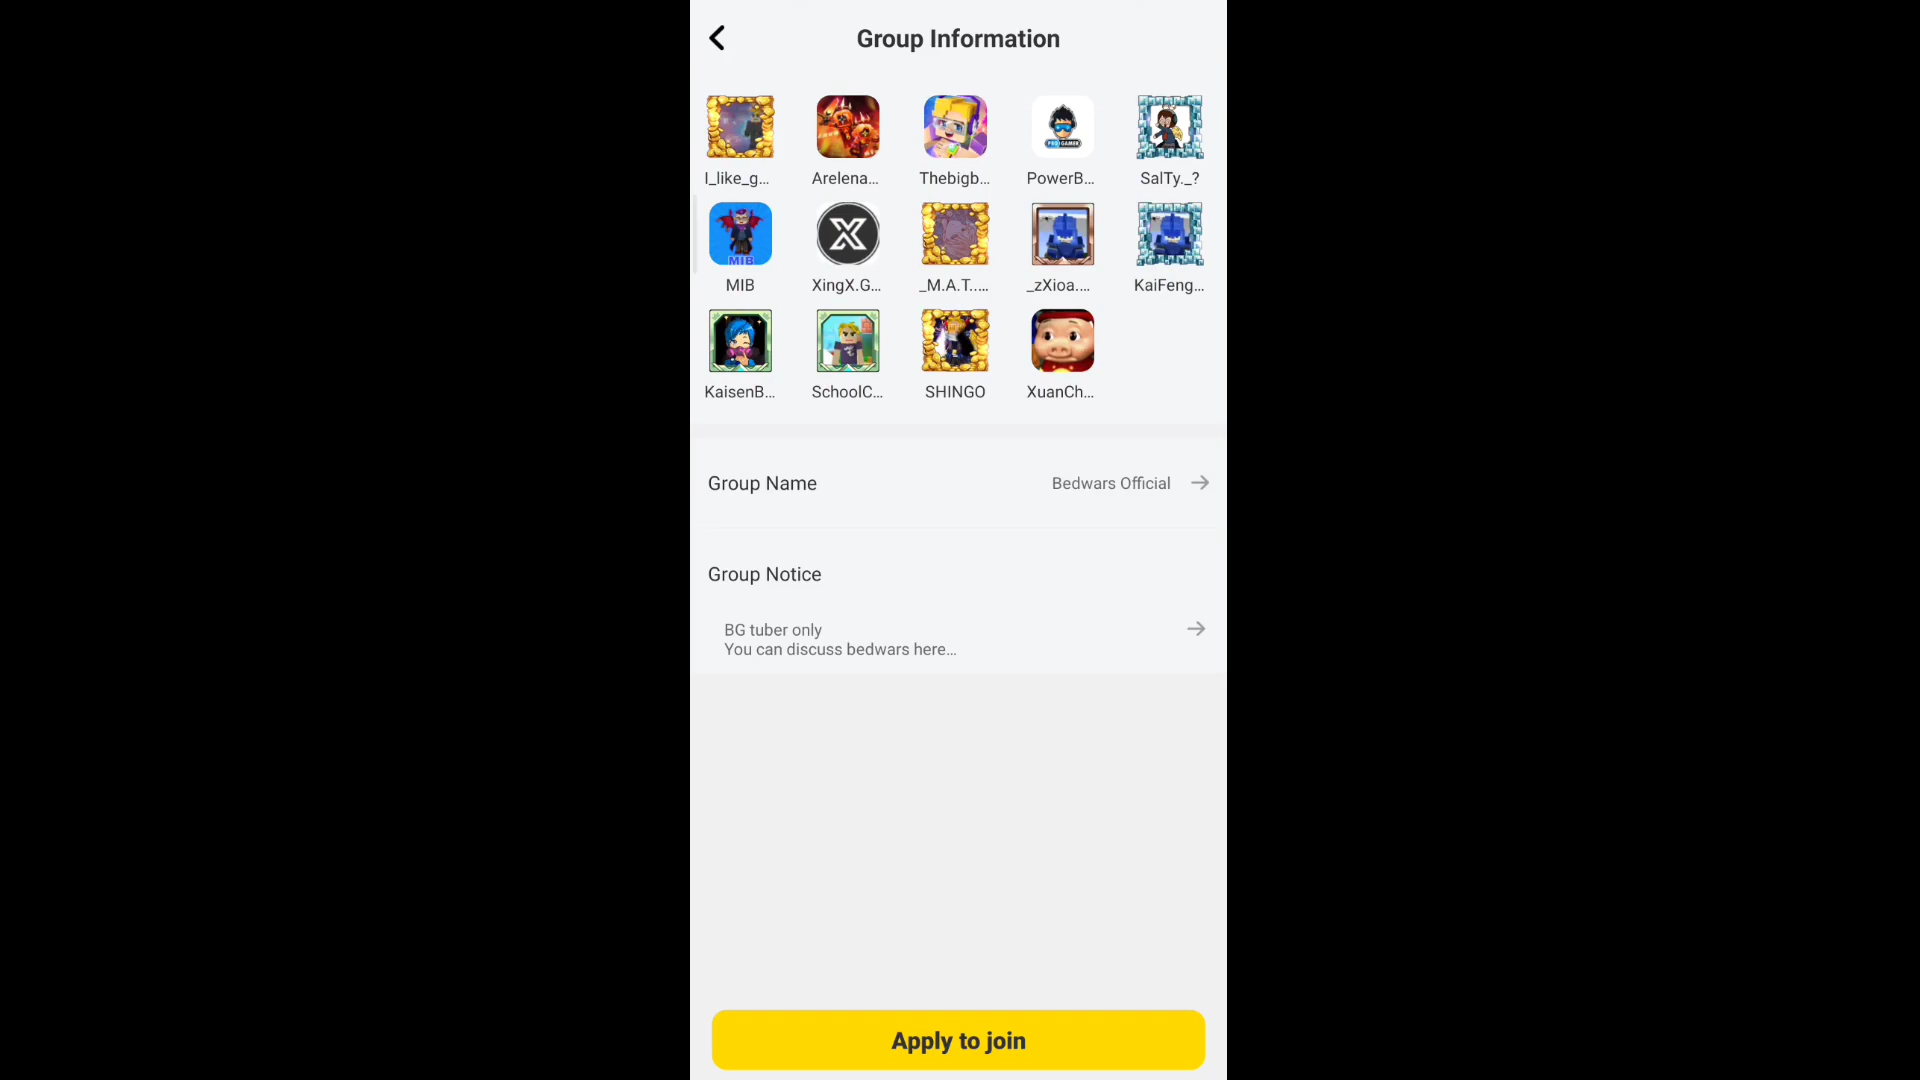 Group Information
I_like_g...
Arelena...
Thebigb...
PowerB...
SalTy._?
MIB
MIB
XingX.G...
_M.A.T.…
_zXioa....
KaiFeng...
KaisenB...
SchoolC...
SHINGO
XuanCh...
Group Name
Bedwars Official
Group Notice
BG tuber only
You can discuss bedwars here...
Apply to join